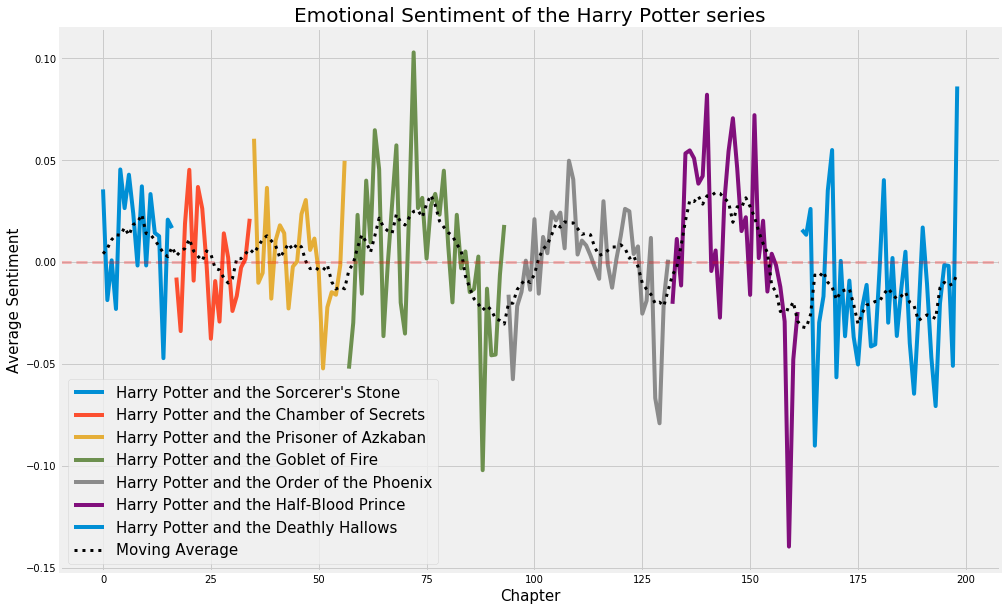 Emotional Sentiment of the Harry Potter series
Average Sentiment
0.10
0.05
0.00
−0.05
−0.10
−0.15
Harry Potter and the Sorcerer's Stone
Harry Potter and the Chamber of Secrets
Harry Potter and the Prisoner of Azkaban
Harry Potter and the Goblet of Fire
Harry Potter and the Order of the Phoenix
Harry Potter and the Half-Blood Prince
Harry Potter and the Deathly Hallows
Moving Average
0 25 50 75 100 125 150 175 200
Chapter